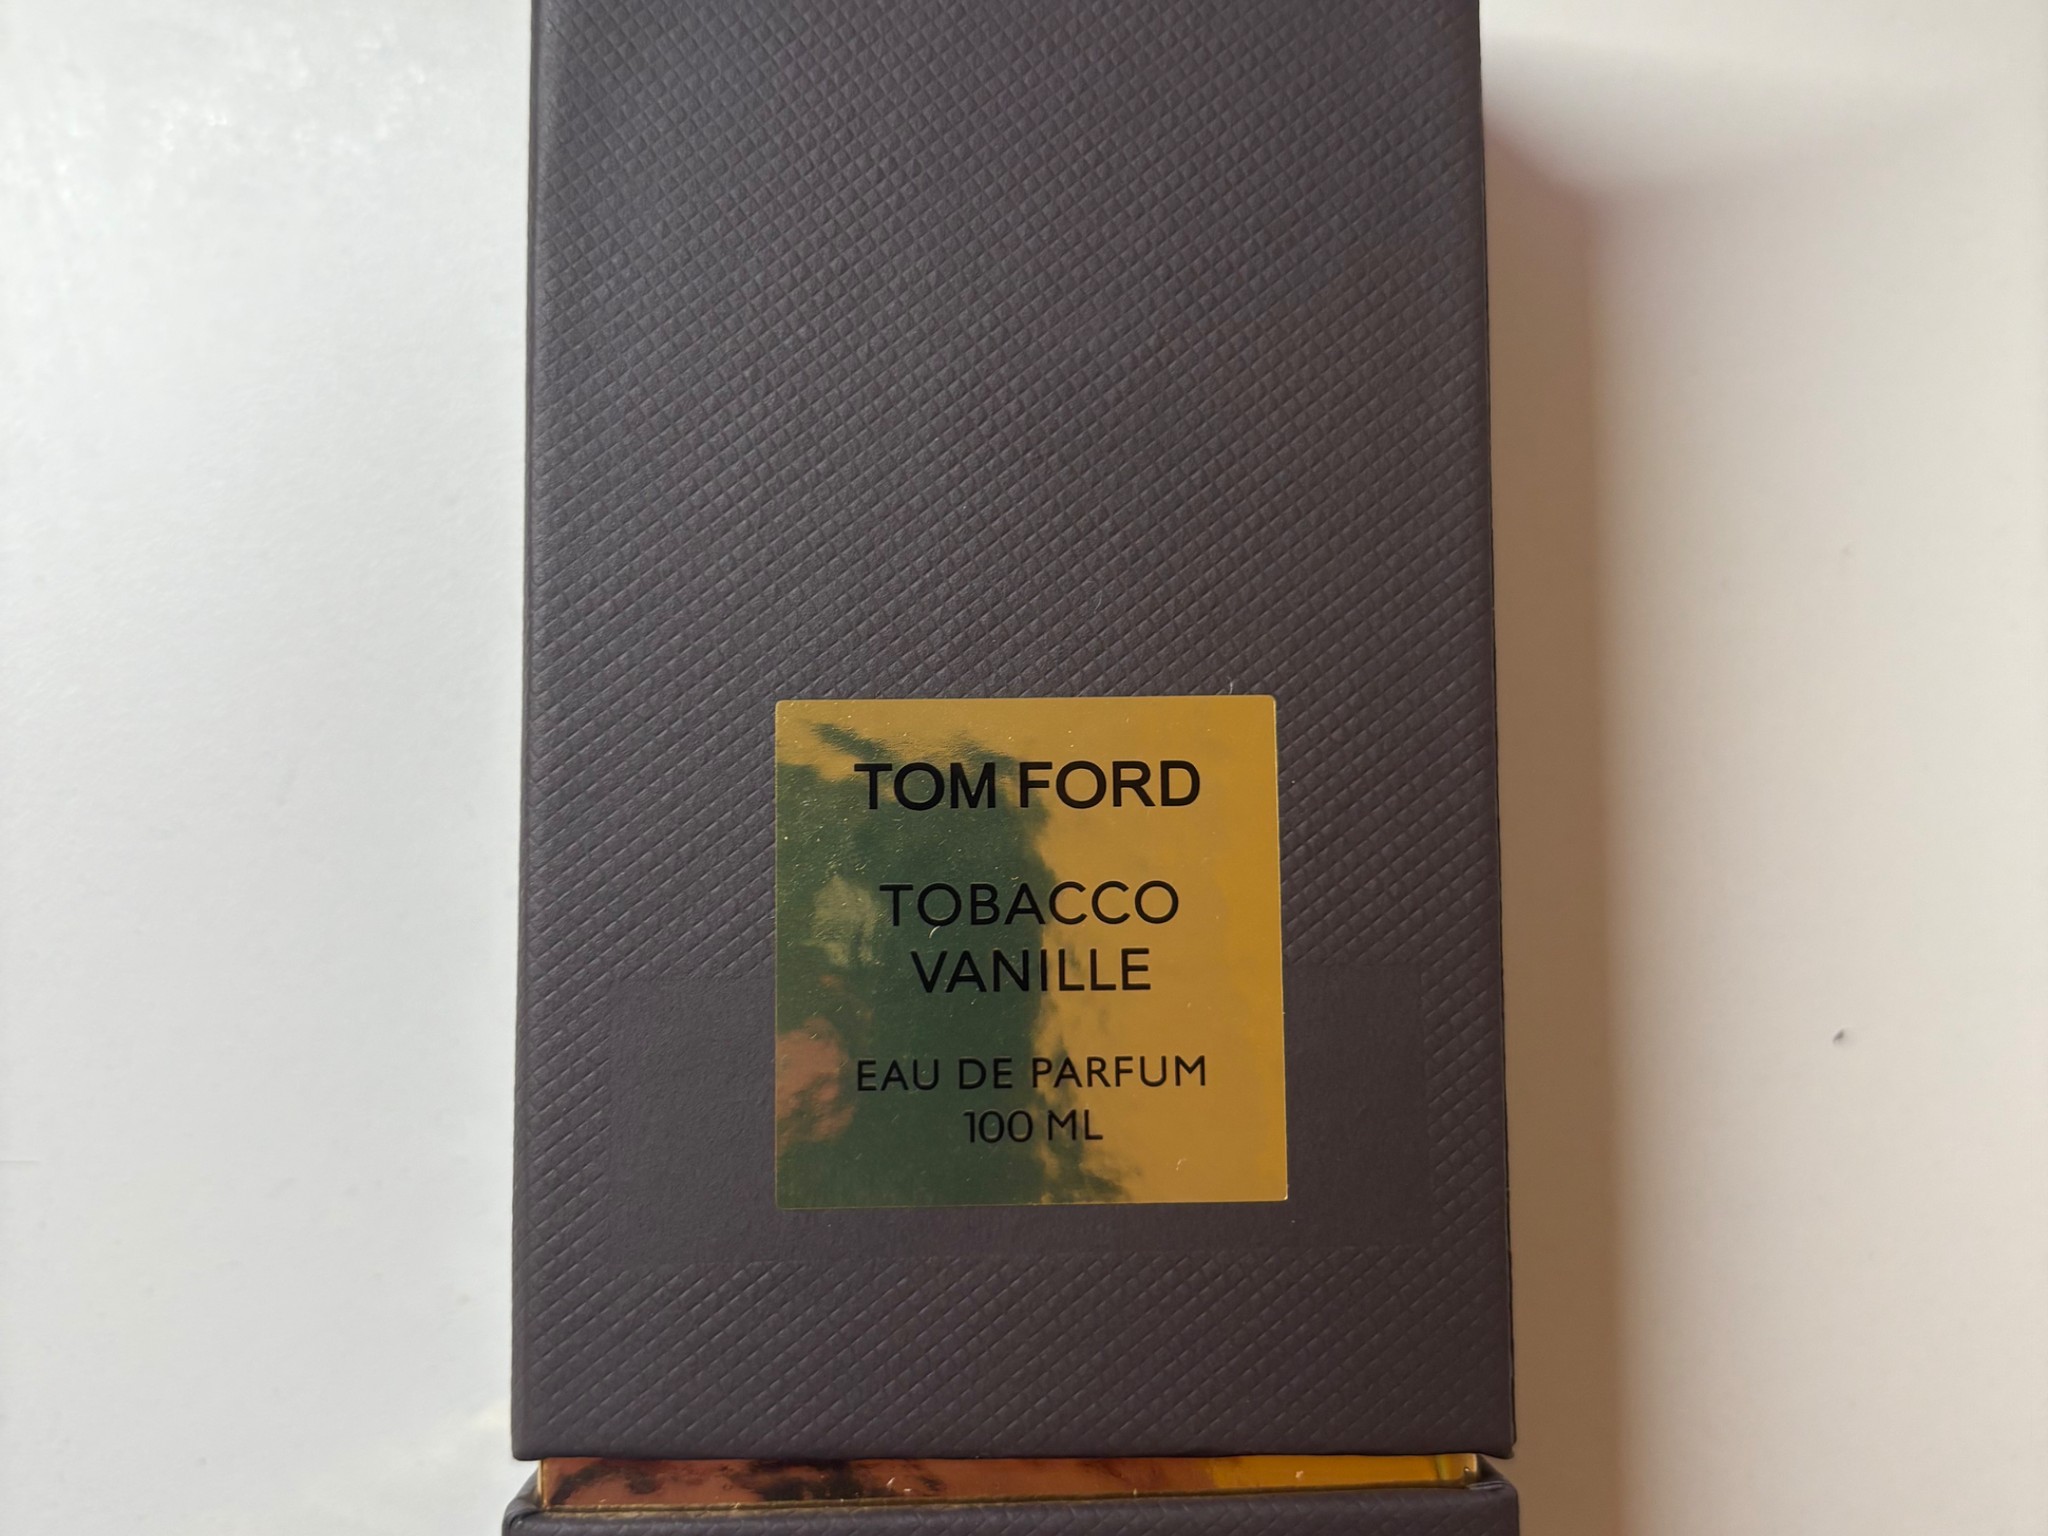 TOM FORD
TOBACCO
VANILLE
EAU DE PARFUM
100 ML